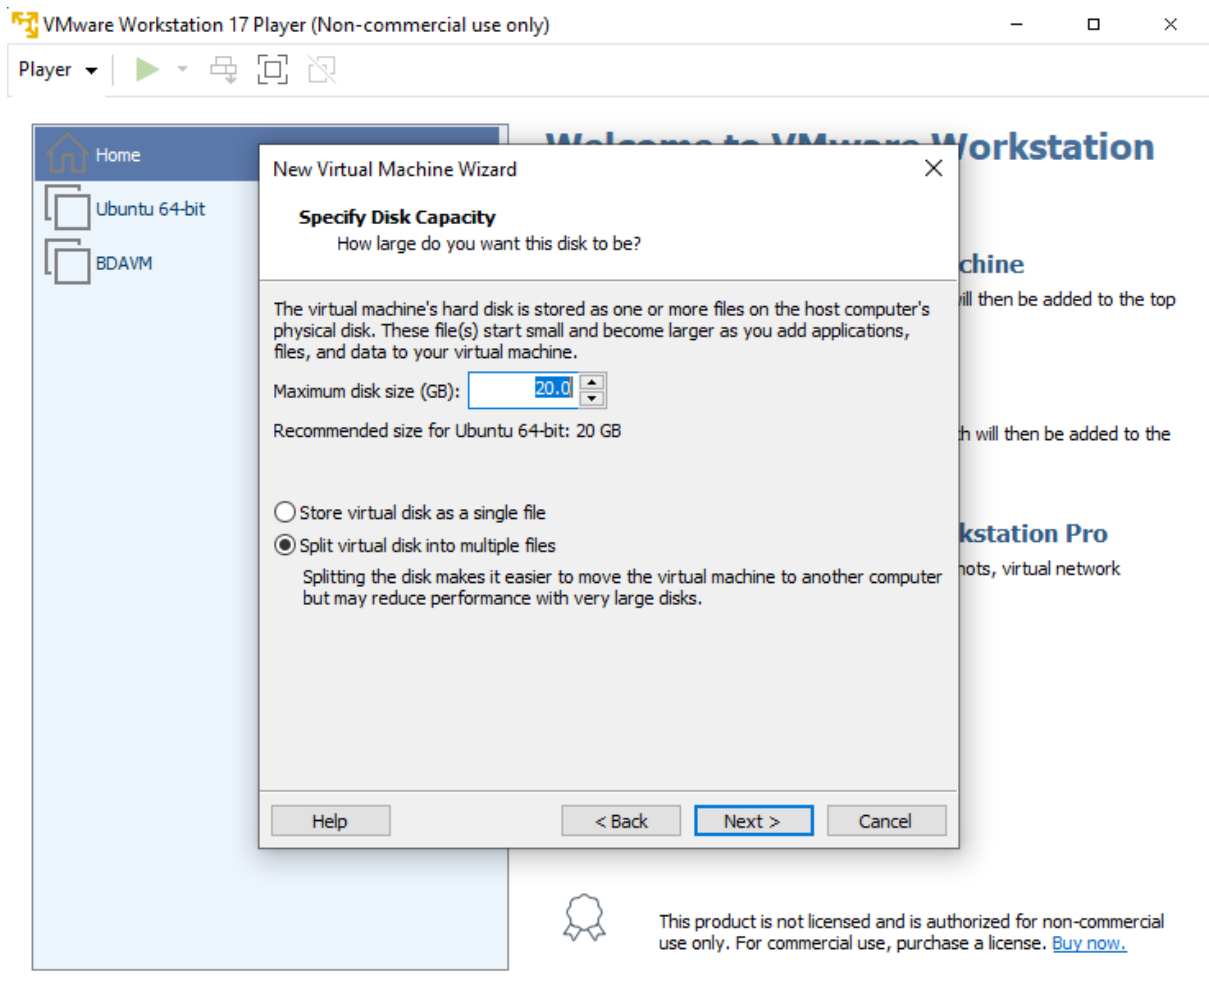 VMware Workstation 17 Player (Non-commercial use only)
Player
Home
Ubuntu 64-bit
BDAVM
Welcome to VMware Workstation
New Virtual Machine Wizard
Specify Disk Capacity
How large do you want this disk to be?
The virtual machine's hard disk is stored as one or more files on the host computer's
physical disk. These file(s) start small and become larger as you add applications,
files, and data to your virtual machine.
Maximum disk size (GB): 20.0
Recommended size for Ubuntu 64-bit: 20 GB
Store virtual disk as a single file
Split virtual disk into multiple files
Splitting the disk makes it easier to move the virtual machine to another computer
but may reduce performance with very large disks.
Help
< Back
Next >
Cancel
chine
will then be added to the top
h will then be added to the
kstation Pro
hots, virtual network
This product is not licensed and is authorized for non-commercial
use only. For commercial use, purchase a license. Buy now.